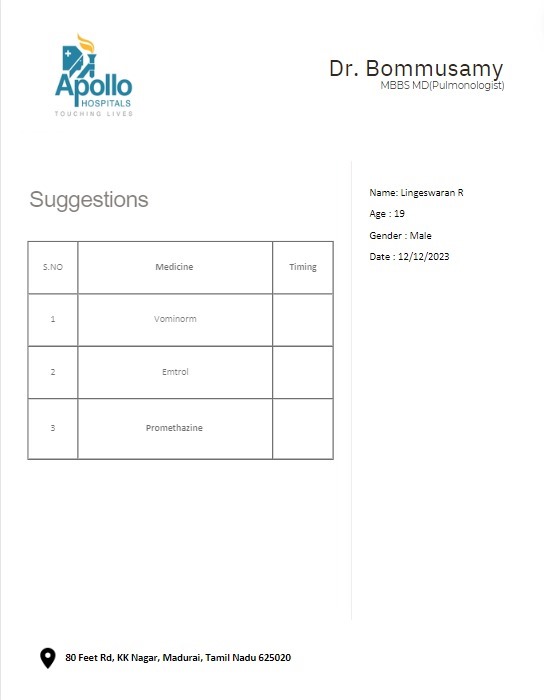 Apollo
HOSPITALS
TOUCHING LIVES
Dr. Bommusamy
MBBS MD(Pulmonologist)
Suggestions
S.NO Medicine Timing
1 Vominorm
2 Emtrol
3 Promethazine
Name: Lingeswaran R
Age : 19
Gender : Male
Date : 12/12/2023
80 Feet Rd, KK Nagar, Madurai, Tamil Nadu 625020